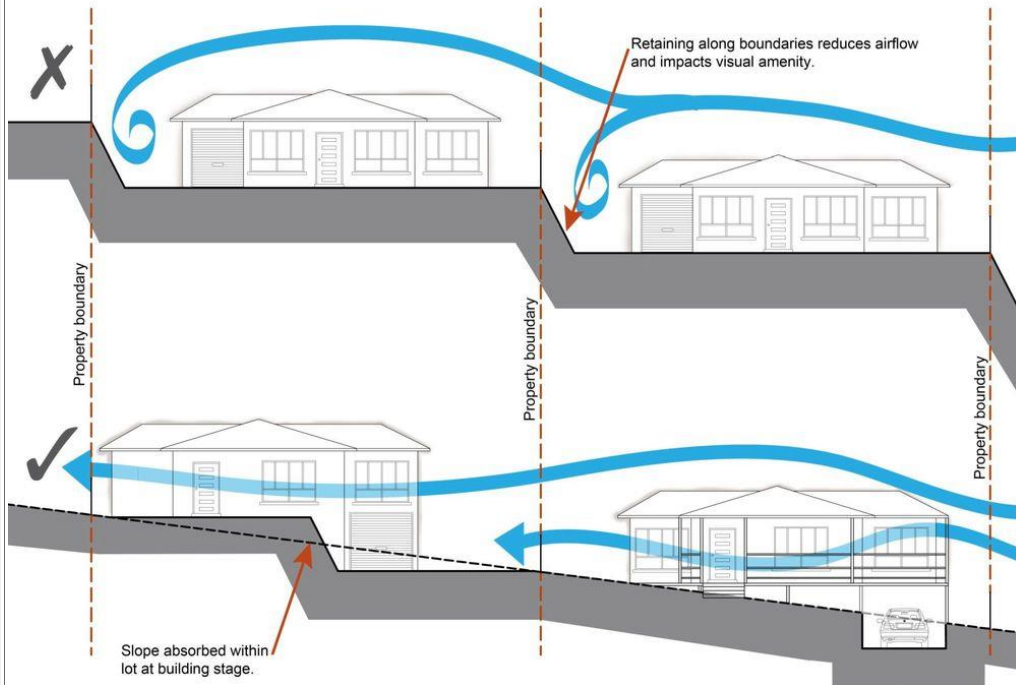 Retaining along boundaries reduces airflow
and impacts visual amenity.
Property boundary
Property boundary
Property boundary
Slope absorbed within
lot at building stage.